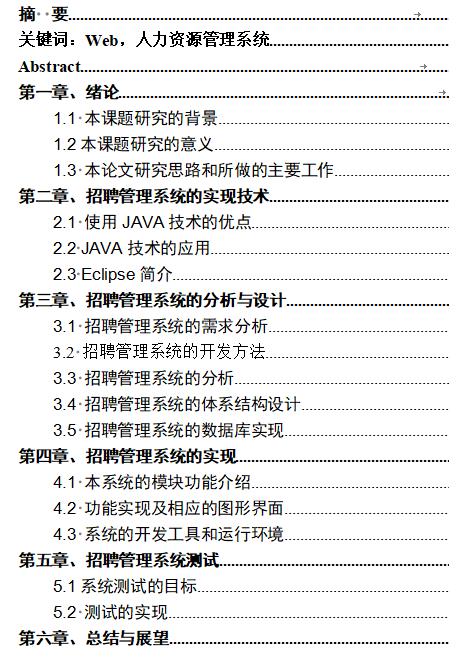 摘  要
关键词：Web，人力资源管理系统
Abstract
第一章、绪论
1.1 本课题研究的背景
1.2 本课题研究的意义
1.3 本论文研究思路和所做的主要工作
第二章、招聘管理系统的实现技术
2.1 使用 JAVA 技术的优点
2.2 JAVA 技术的应用
2.3 Eclipse 简介
第三章、招聘管理系统的分析与设计
3.1 招聘管理系统的需求分析
3.2 招聘管理系统的开发方法
3.3 招聘管理系统的分析
3.4 招聘管理系统的体系结构设计
3.5 招聘管理系统的数据库实现
第四章、招聘管理系统的实现
4.1 本系统的模块功能介绍
4.2 功能实现及相应的图形界面
4.3 系统的开发工具和运行环境
第五章、招聘管理系统测试
5.1 系统测试的目标
5.2 测试的实现
第六章、总结与展望